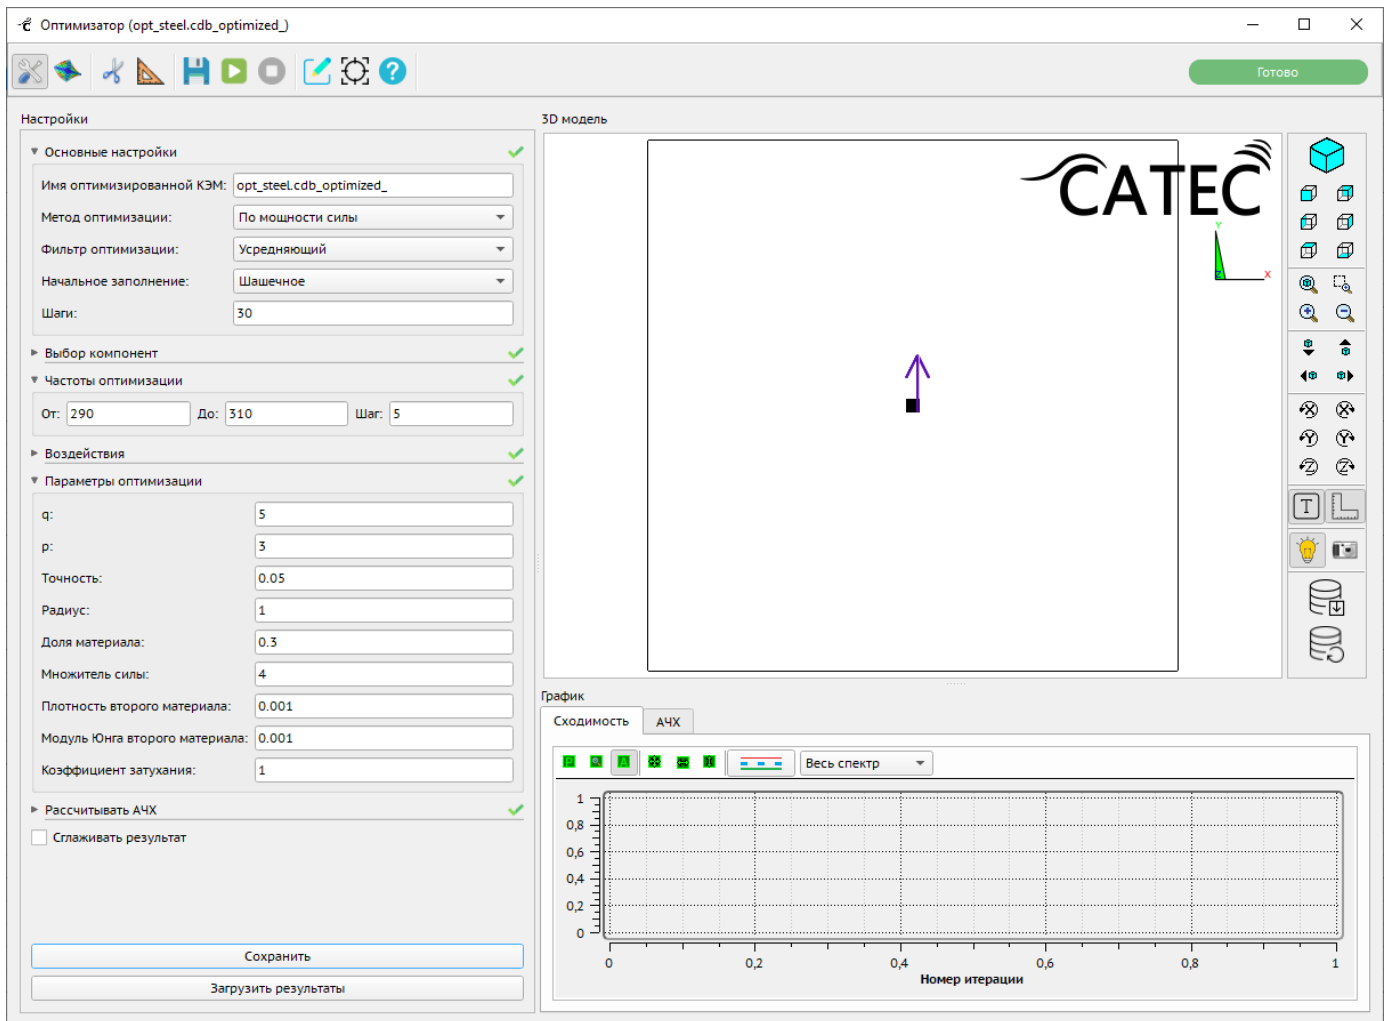 Оптимизатор (opt_steel.cdb_optimized_)
Готово
Настройки
Основные настройки
Имя оптимизированной КЭМ: opt_steel.cdb_optimized_
Метод оптимизации: По мощности силы
Фильтр оптимизации: Усредняющий
Начальное заполнение: Шашечное
Шаги: 30
Выбор компонент
Частоты оптимизации
От: 290 До: 310 Шаг: 5
Воздействия
Параметры оптимизации
q: 5
p: 3
Точность: 0.05
Радиус: 1
Доля материала: 0.3
Множитель силы: 4
Плотность второго материала: 0.001
Модуль Юнга второго материала: 0.001
Коэффициент затухания: 1
Рассчитывать АЧХ
Сглаживать результат
Сохранить
Загрузить результаты
3D модель
CATEC
Y
Z X
X X
Y Y
Z Z
T
График
Сходимость АЧХ
P A Весь спектр
1
0,8
0,6
0,4
0,2
0
0 0,2 0,4 0,6 0,8 1
Номер итерации